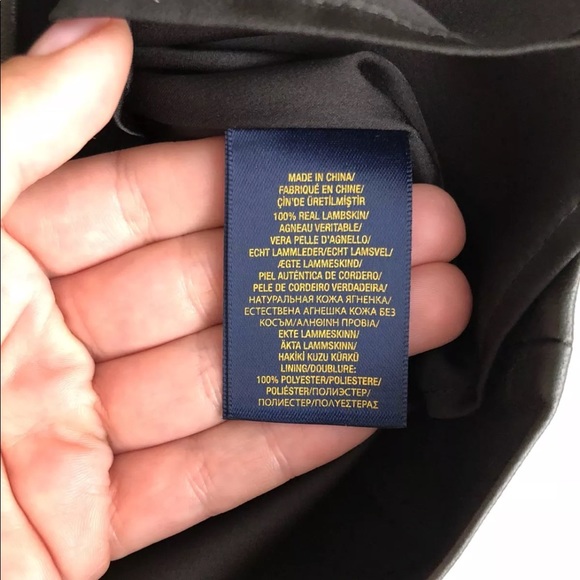 MADE IN CHINA/
FABRIQUÉ EN CHINE/
ÇİN'DE ÜRETİLMİŞTİR
100% REAL LAMBSKIN/
AGNEAU VERITABLE/
VERA PELLE D'AGNELLO/
ECHT LAMMLEDER/ECHT LAMSVEL/
ÆGTE LAMMESKIND/
PIEL AUTÉNTICA DE CORDERO/
PELE DE CORDEIRO VERDADEIRA/
НАТУРАЛЬНАЯ КОЖА ЯГНЕНКА/
ЕСТЕСТВЕНА АГНЕШКА КОЖА БЕЗ
КОСЪМ/ΑΛΗΘΙΝΗ ΠΡΟΒΙΑ/
EKTE LAMMESKINN/
ÄKTA LAMMSKINN/
HAKİKİ KUZU KÜRKÜ
LINING/DOUBLURE:
100% POLYESTER/POLIESTERE/
POLIÉSTER/ПОЛИЭСТЕР/
ПОЛИЕСТЕР/ΠΟΛΥΕΣΤΕΡΑΣ